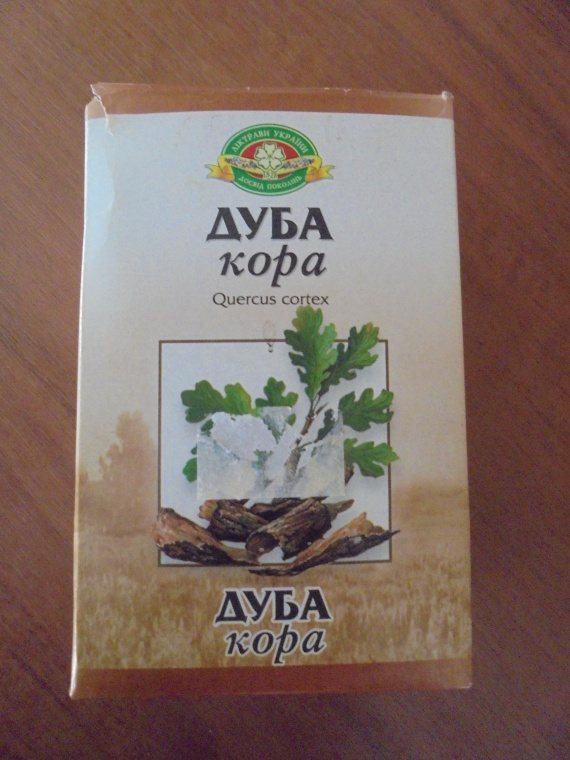 ЛІКТРАВИ УКРАЇНИ
ДОСВІД ПОКОЛІНЬ
ДУБА
кора
Quercus cortex
ДУБА
кора